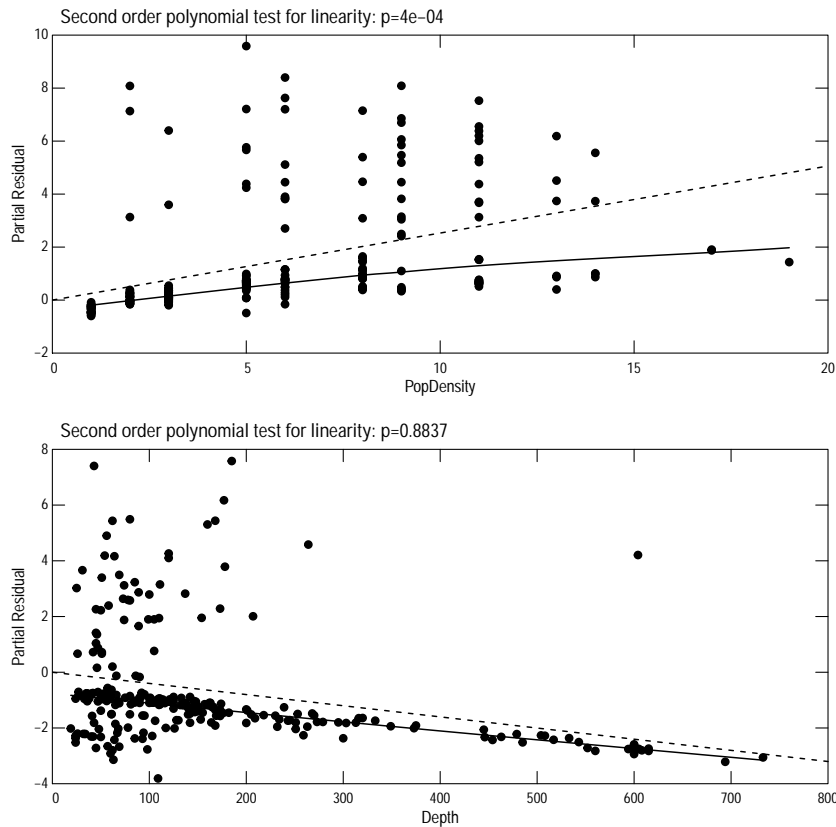 Second order polynomial test for linearity: p=4e−04
10
8
6
4
2
0
−2
Partial Residual
0 5 10 15 20
PopDensity
Second order polynomial test for linearity: p=0.8837
8
6
4
2
0
−2
−4
Partial Residual
0 100 200 300 400 500 600 700 800
Depth